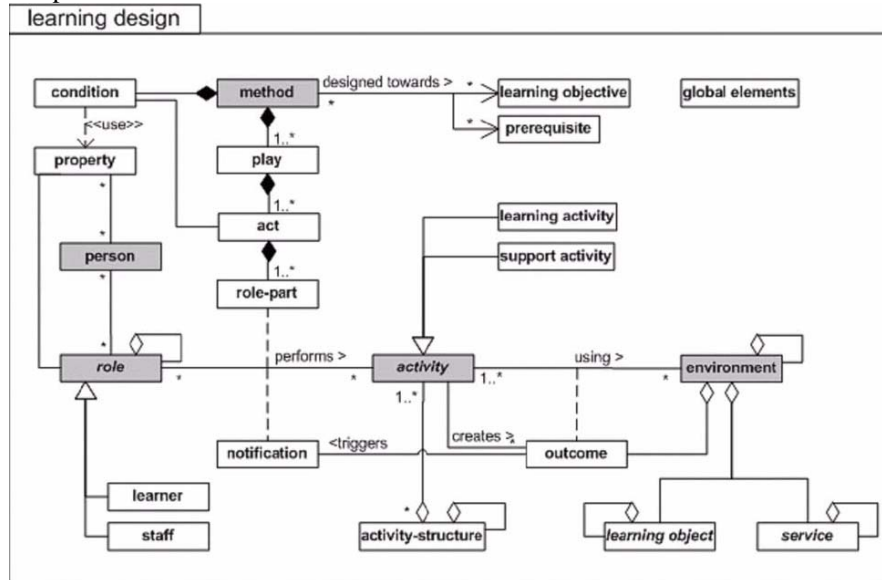 learning design
condition
method
designed towards >
*
*
learning objective
global elements
*
prerequisite
<<use>>
1..*
property
play
*
1..*
learning activity
act
*
person
support activity
*
1..*
role-part
*
performs >
using >
role
activity
environment
*
*
1..*
*
1..*
creates >
*
notification
<triggers
outcome
learner
*
staff
activity-structure
learning object
service